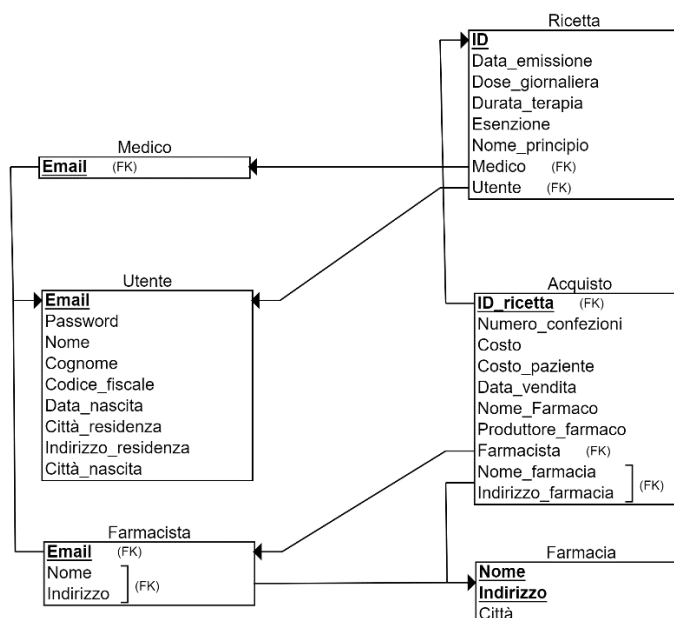 Ricetta
ID
Data_emissione
Dose_giornaliera
Durata_terapia
Esenzione
Nome_principio
Medico (FK)
Utente (FK)
Medico
Email (FK)
Utente
Email
Password
Nome
Cognome
Codice_fiscale
Data_nascita
Città_residenza
Indirizzo_residenza
Città_nascita
Acquisto
ID_ricetta (FK)
Numero_confezioni
Costo
Costo_paziente
Data_vendita
Nome_Farmaco
Produttore_farmaco
Farmacista (FK)
Nome_farmacia
Indirizzo_farmacia
(FK)
Farmacista
Email (FK)
Nome
Indirizzo
(FK)
Farmacia
Nome
Indirizzo
Città